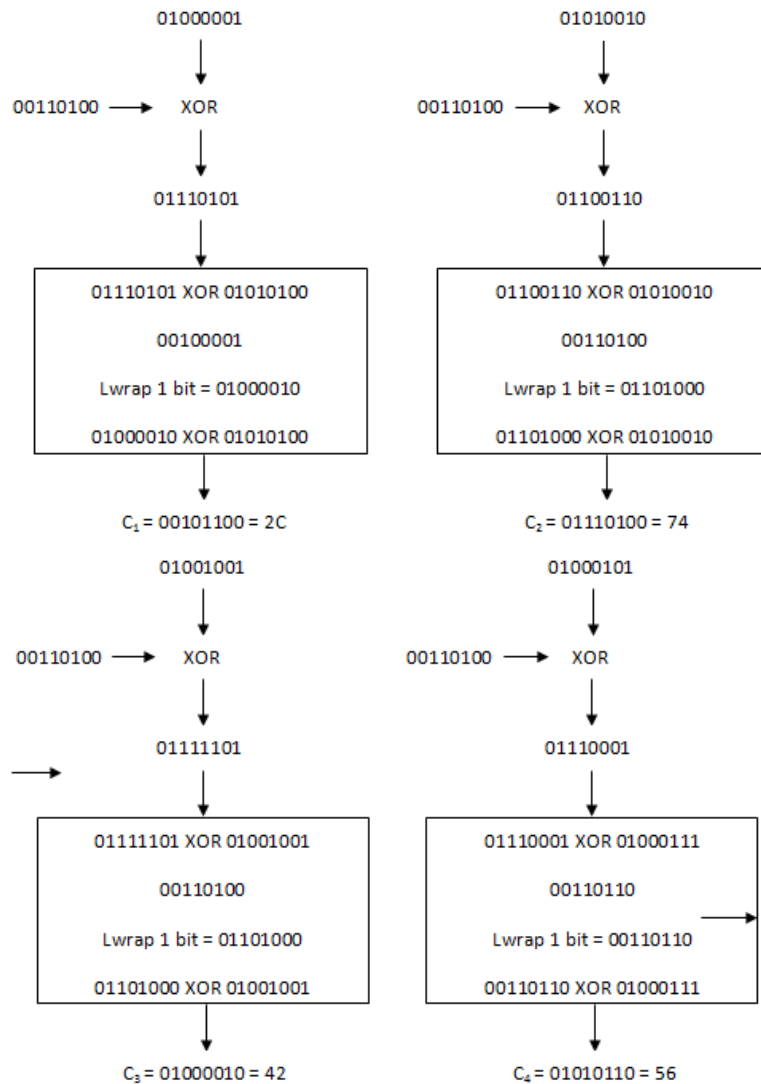 01000001
00110100 XOR
01110101
01110101 XOR 01010100
00100001
Lwrap 1 bit = 01000010
01000010 XOR 01010100
C₁ = 00101100 = 2C
01010010
00110100 XOR
01100110
01100110 XOR 01010010
00110100
Lwrap 1 bit = 01101000
01101000 XOR 01010010
C₂ = 01110100 = 74
01001001
00110100 XOR
01111101
01111101 XOR 01001001
00110100
Lwrap 1 bit = 01101000
01101000 XOR 01001001
C₃ = 01000010 = 42
01000101
00110100 XOR
01110001
01110001 XOR 01000111
00110110
Lwrap 1 bit = 00110110
00110110 XOR 01000111
C₄ = 01010110 = 56